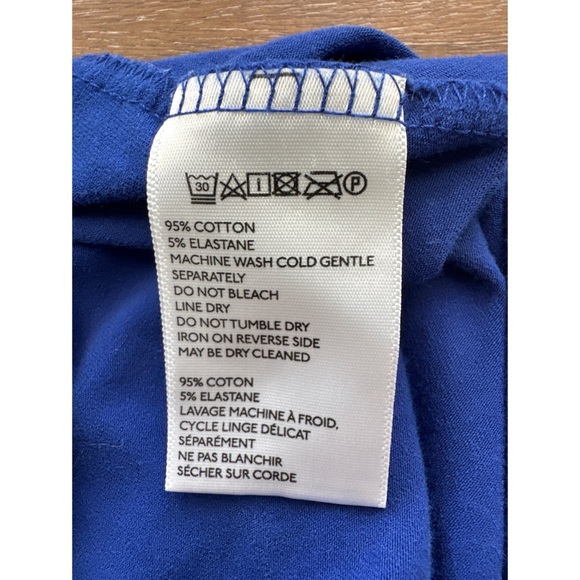 30 P
95% COTTON
5% ELASTANE
MACHINE WASH COLD GENTLE
SEPARATELY
DO NOT BLEACH
LINE DRY
DO NOT TUMBLE DRY
IRON ON REVERSE SIDE
MAY BE DRY CLEANED
95% COTON
5% ELASTANE
LAVAGE MACHINE À FROID,
CYCLE LINGE DÉLICAT
SÉPARÉMENT
NE PAS BLANCHIR
SÉCHER SUR CORDE